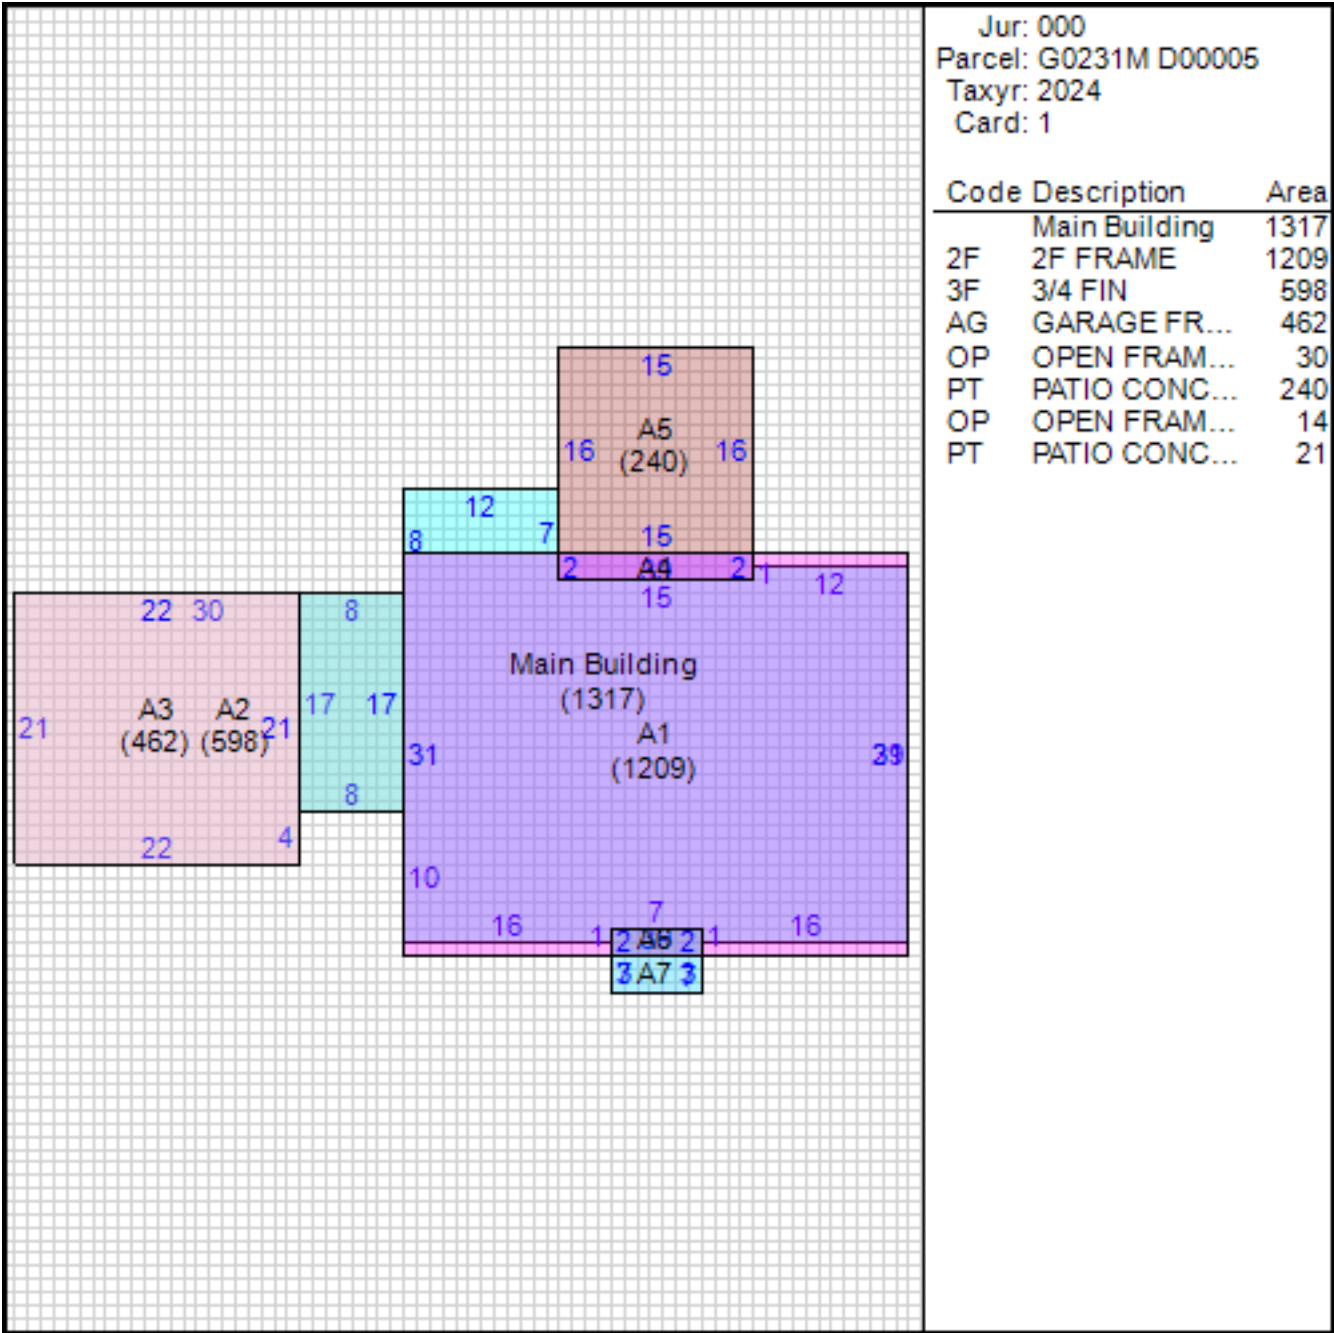 Jur: 000
Parcel: G0231M D00005
Taxyr: 2024
Card: 1
Code Description Area
Main Building 1317
2F 2F FRAME 1209
3F 3/4 FIN 598
AG GARAGE FR... 462
OP OPEN FRAM... 30
PT PATIO CONC... 240
OP OPEN FRAM... 14
PT PATIO CONC... 21
15
A5
16 (240) 16
12
15
8 7
2 A4 2 1
12
15
22 30 8
Main Building
(1317)
A3 A2 17 17
21 (462) (598) 21
A1
(1209)
31
8
4
22
10
7
16 16
1 2 2 1
A7